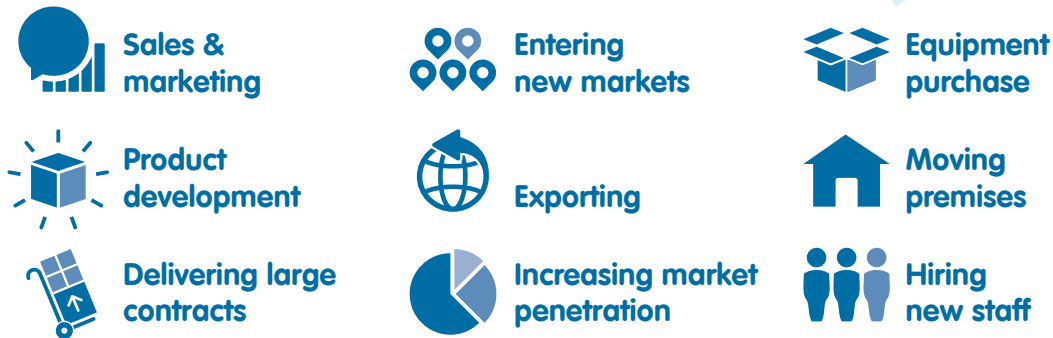 Sales &
marketing
Entering
new markets
Equipment
purchase
Product
development
Exporting
Moving
premises
Delivering large
contracts
Increasing market
penetration
Hiring
new staff